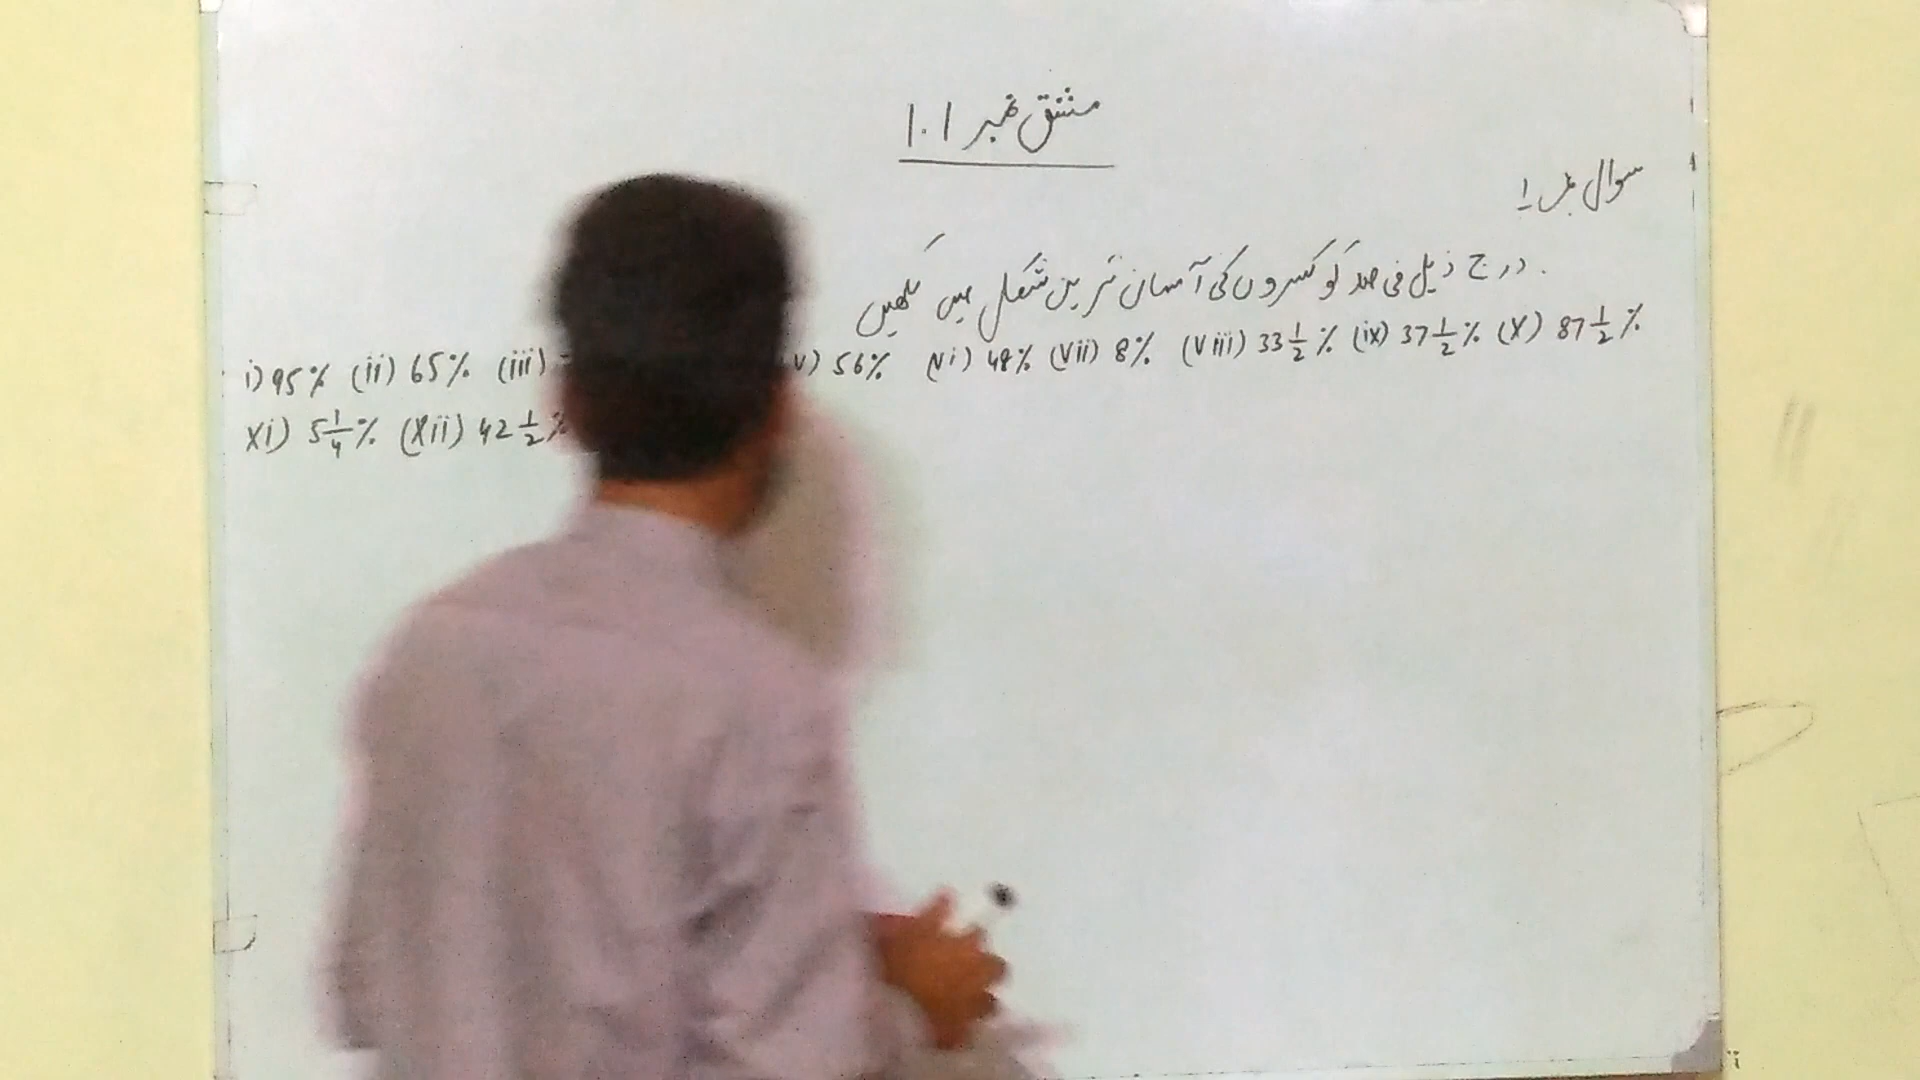 مشق نمبر 10.1
سوال نمبر 1
درج ذیل فی صد کو کسروں کی آسان ترین شکل میں لکھیں
i) 95% (ii) 65% (iii) v) 56% (vi) 48% (vii) 8% (viii) 33 1/2 % (ix) 37 1/2 % (x) 87 1/2 %
xi) 5 1/4 % (xii) 42 1/2 %